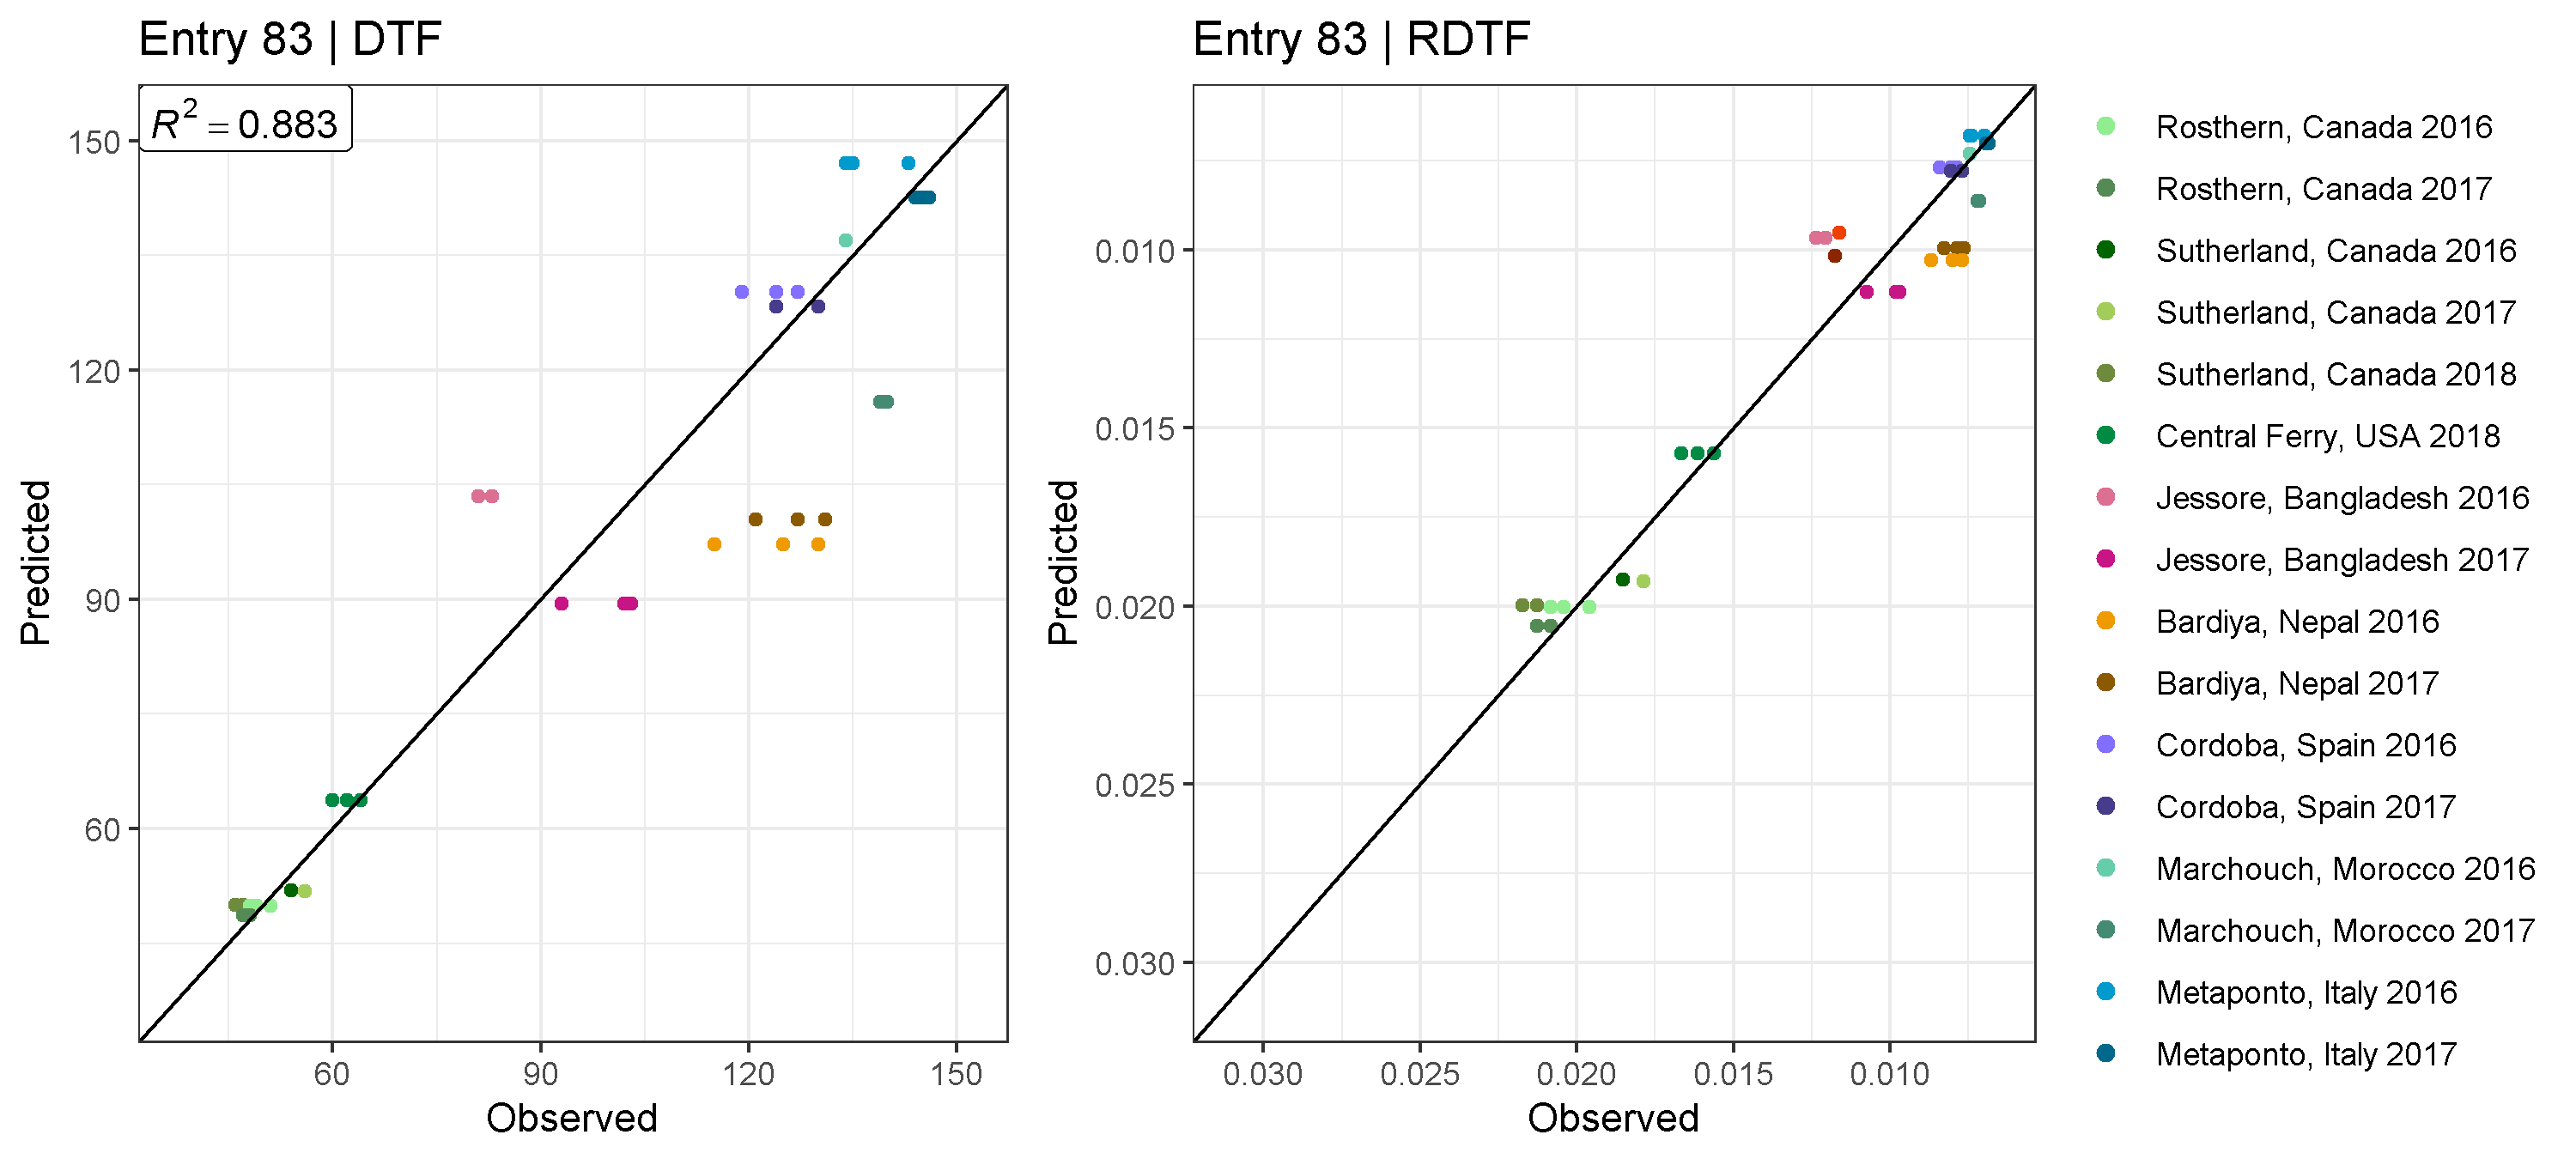 Entry 83 | DTF
R² = 0.883
150
120
90
60
Predicted
60 90 120 150
Observed
Entry 83 | RDTF
0.010
0.015
0.020
0.025
0.030
Predicted
0.030 0.025 0.020 0.015 0.010
Observed
Rosthern, Canada 2016
Rosthern, Canada 2017
Sutherland, Canada 2016
Sutherland, Canada 2017
Sutherland, Canada 2018
Central Ferry, USA 2018
Jessore, Bangladesh 2016
Jessore, Bangladesh 2017
Bardiya, Nepal 2016
Bardiya, Nepal 2017
Cordoba, Spain 2016
Cordoba, Spain 2017
Marchouch, Morocco 2016
Marchouch, Morocco 2017
Metaponto, Italy 2016
Metaponto, Italy 2017